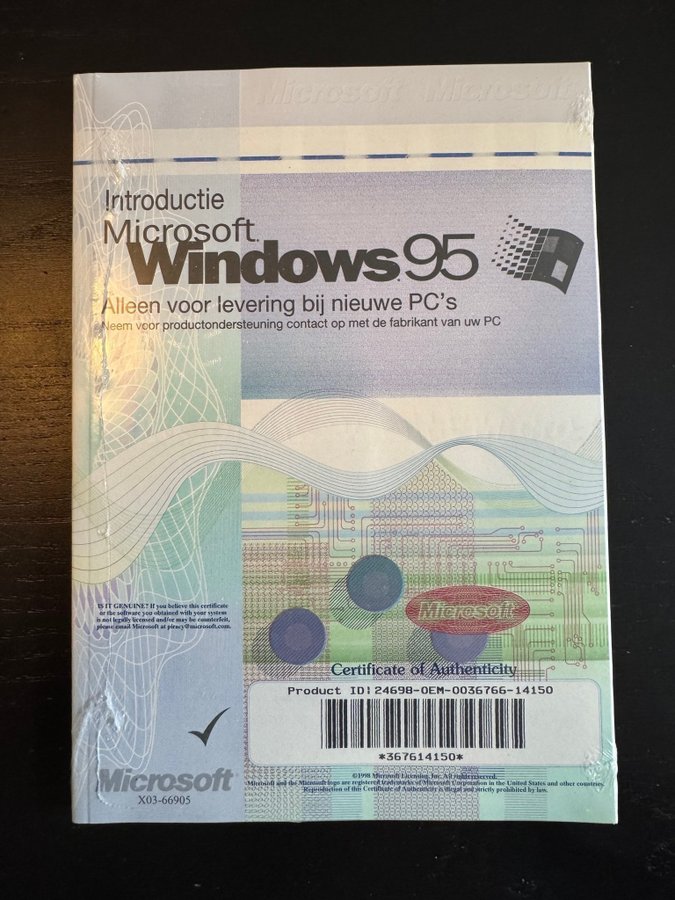 Microsoft Microsoft
Introductie
Microsoft.
Windows.95
Alleen voor levering bij nieuwe PC's
Neem voor productondersteuning contact op met de fabrikant van uw PC
IS IT GENUINE? If you believe this certificate
or the software you obtained with your system
is not legally licensed and/or may be counterfeit,
please email Microsoft at piracy@microsoft.com.
Microsoft
Certificate of Authenticity
Product ID: 24698-OEM-0036766-14150
*367614150*
Microsoft
X03-66905
©1998 Microsoft Licensing, Inc. All rights reserved.
Microsoft and the Microsoft logo are registered trademarks of Microsoft Corporation in the United States and other countries.
Reproduction of this Certificate of Authenticity is illegal and strictly prohibited by law.